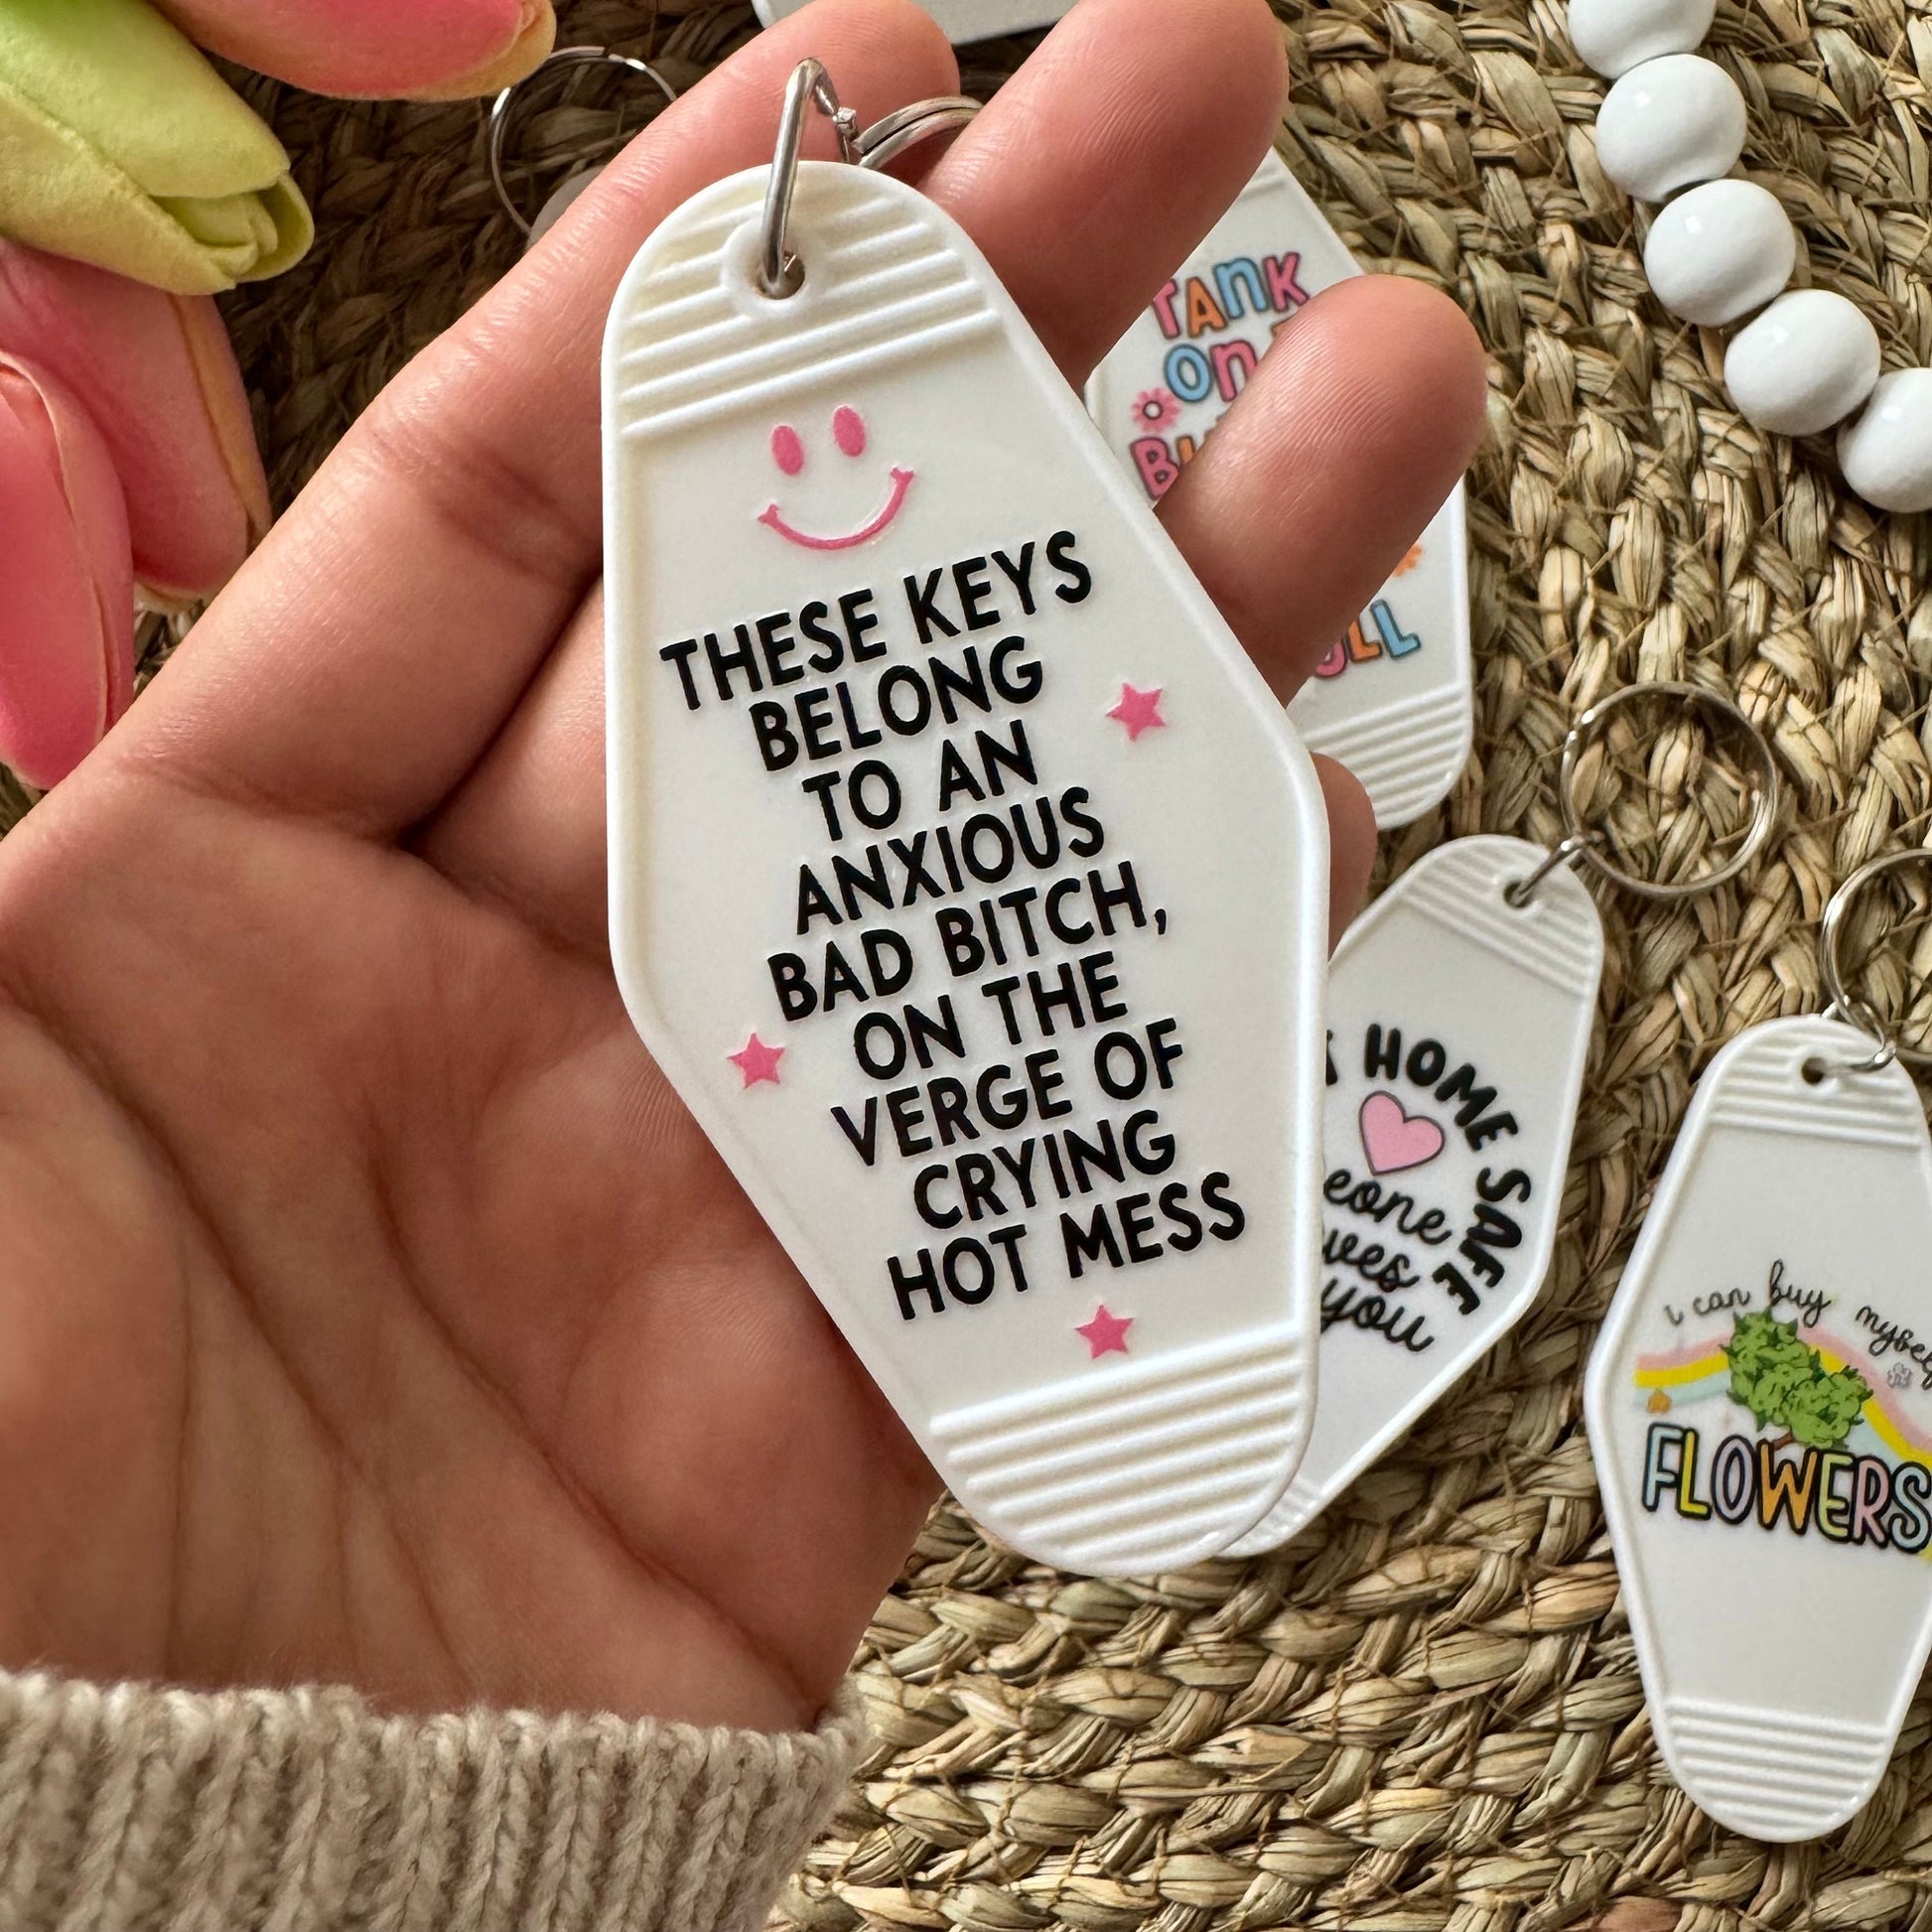 THESE KEYS
BELONG
TO AN
ANXIOUS
BAD BITCH,
ON THE
VERGE OF
CRYING
HOT MESS
TANK
ON
HOME SAFE
you
i can buy myself
FLOWERS